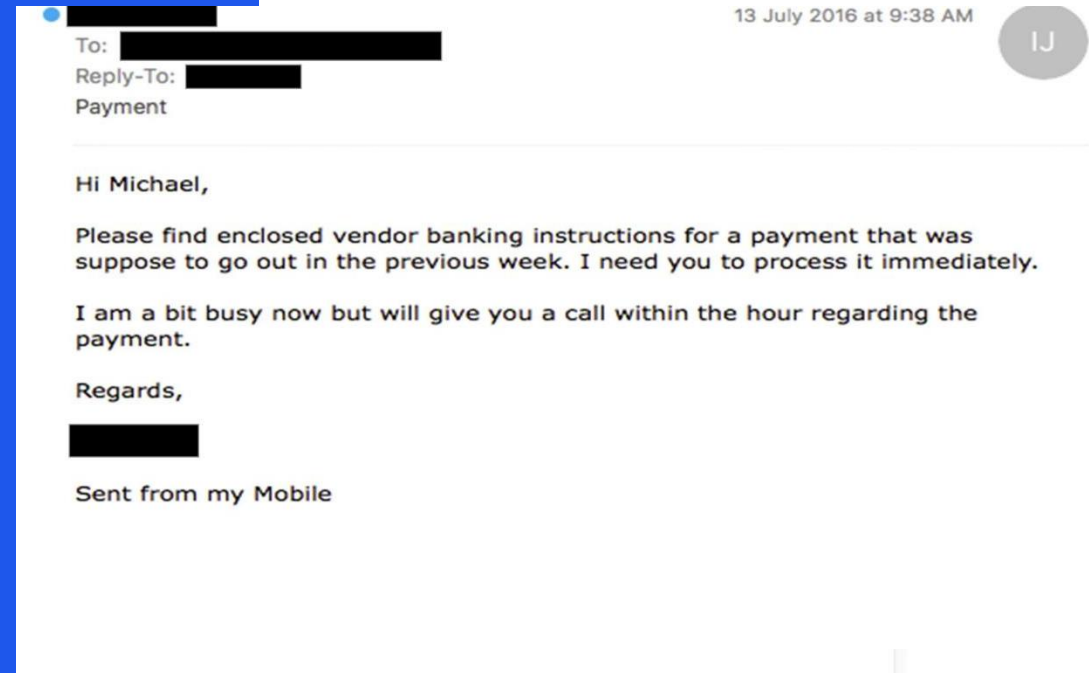 13 July 2016 at 9:38 AM
IJ
To:
Reply-To:
Payment
Hi Michael,
Please find enclosed vendor banking instructions for a payment that was
suppose to go out in the previous week. I need you to process it immediately.
I am a bit busy now but will give you a call within the hour regarding the
payment.
Regards,
Sent from my Mobile